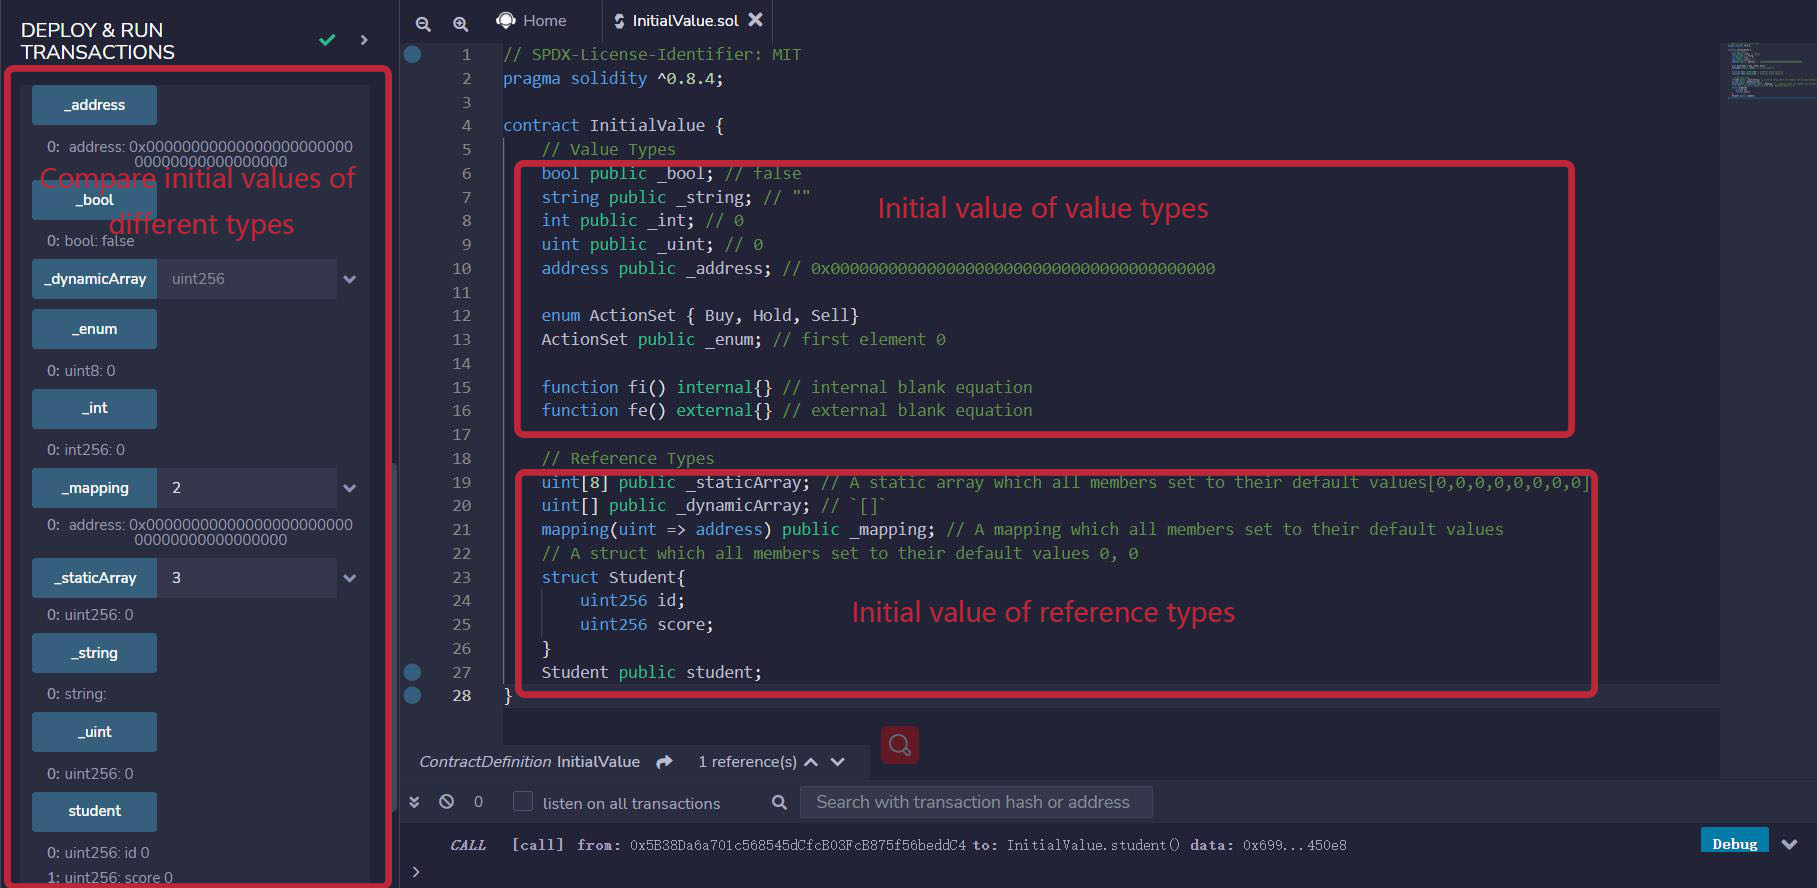 DEPLOY & RUN
TRANSACTIONS
_address
0: address: 0x00000000000000000000000
00000000000000000
Compare initial values of
different types
_bool
0: bool: false
_dynamicArray uint256
_enum
0: uint8: 0
_int
0: int256: 0
_mapping 2
0: address: 0x00000000000000000000000
00000000000000000
_staticArray 3
0: uint256: 0
_string
0: string:
_uint
0: uint256: 0
student
0: uint256: id 0
1: uint256: score 0
Home InitialValue.sol
1 // SPDX-License-Identifier: MIT
2 pragma solidity ^0.8.4;
3
4 contract InitialValue {
5 // Value Types
6 bool public _bool; // false
7 string public _string; // ""
8 int public _int; // 0
9 uint public _uint; // 0
10 address public _address; // 0x0000000000000000000000000000000000000000
11
12 enum ActionSet { Buy, Hold, Sell}
13 ActionSet public _enum; // first element 0
14
15 function fi() internal{} // internal blank equation
16 function fe() external{} // external blank equation
17
18 // Reference Types
19 uint[8] public _staticArray; // A static array which all members set to their default values[0,0,0,0,0,0,0,0]
20 uint[] public _dynamicArray; // `[]`
21 mapping(uint => address) public _mapping; // A mapping which all members set to their default values
22 // A struct which all members set to their default values 0, 0
23 struct Student{
24 uint256 id;
25 uint256 score;
26 }
27 Student public student;
28 }
Initial value of value types
Initial value of reference types
ContractDefinition InitialValue 1 reference(s)
0 listen on all transactions Search with transaction hash or address
CALL [call] from: 0x5B38Da6a701c568545dCfcB03FcB875f56beddC4 to: InitialValue.student() data: 0x699...450e8 Debug
>